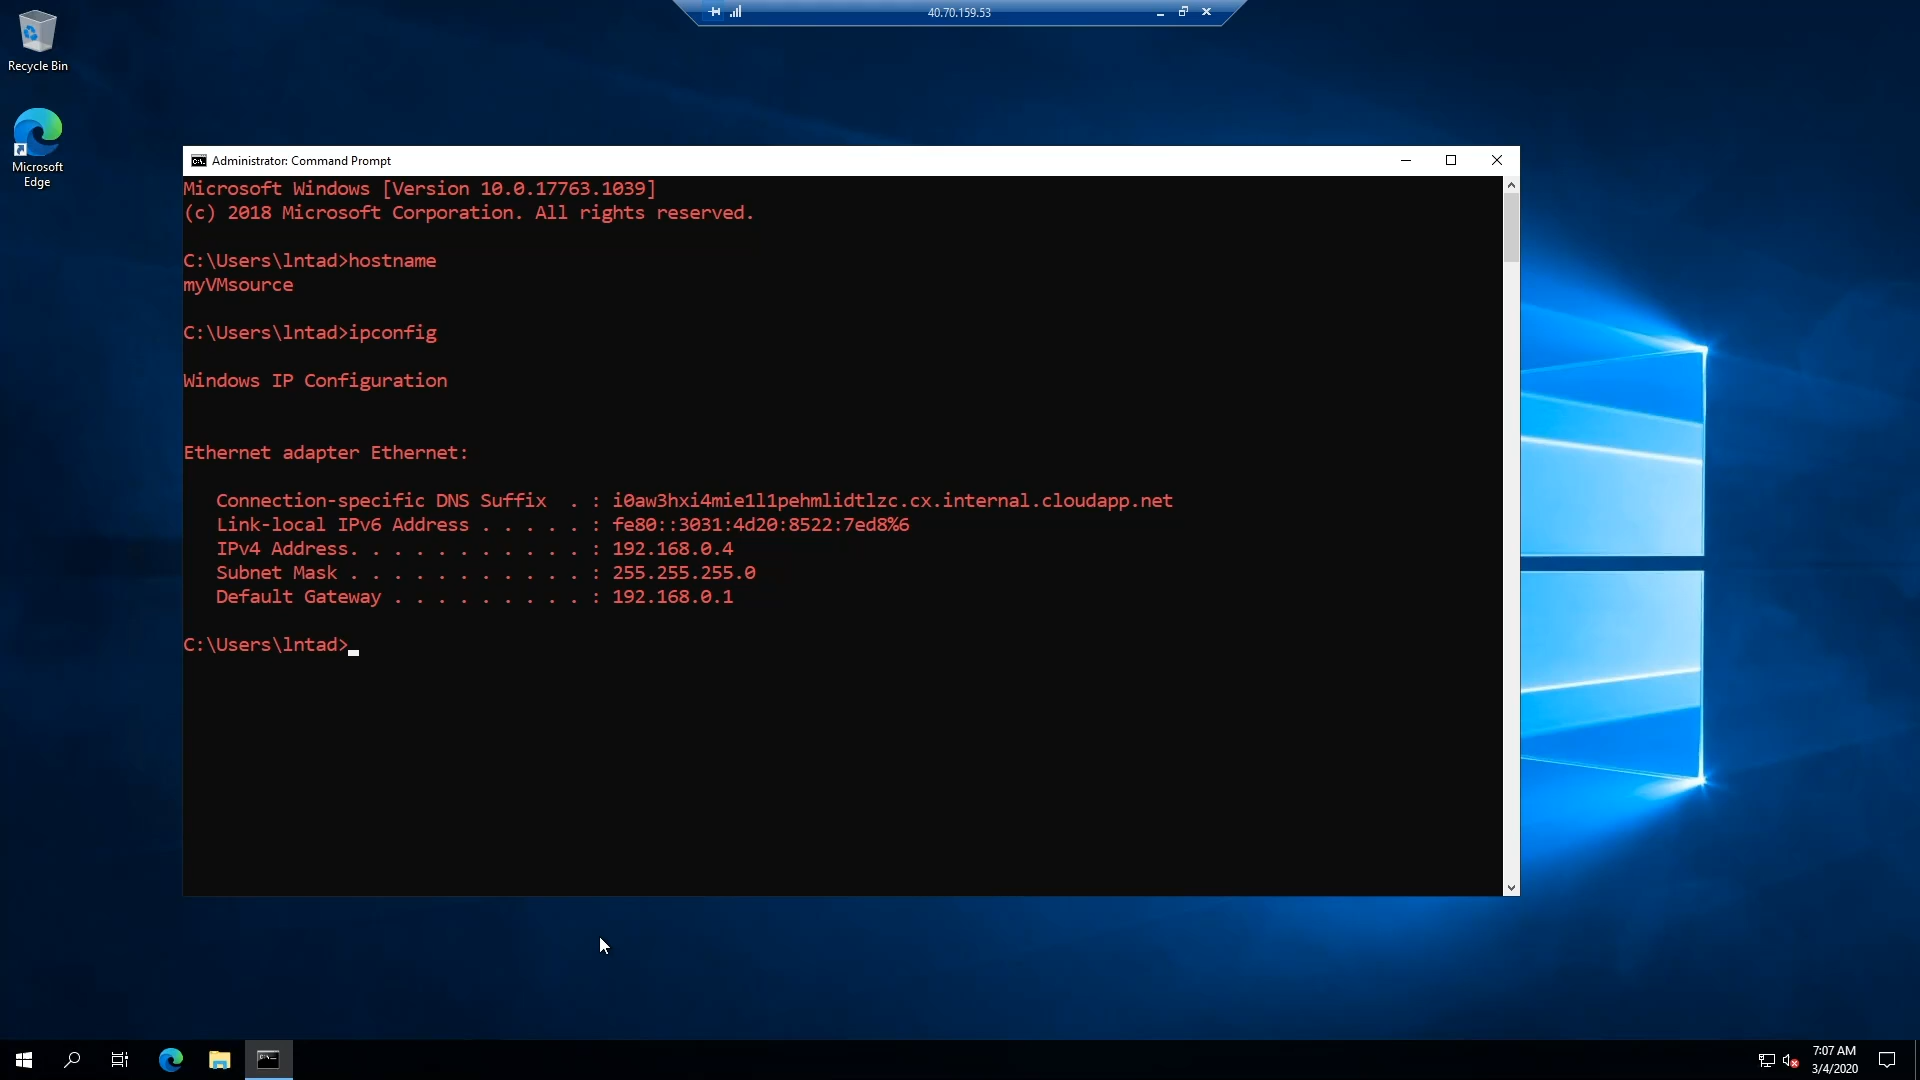 40.70.159.53
Recycle Bin
Microsoft
Edge
Administrator: Command Prompt
Microsoft Windows [Version 10.0.17763.1039]
(c) 2018 Microsoft Corporation. All rights reserved.
C:\Users\lntad>hostname
myVMsource
C:\Users\lntad>ipconfig
Windows IP Configuration
Ethernet adapter Ethernet:
Connection-specific DNS Suffix  . : i0aw3hxi4mie1l1pehmlidtlzc.cx.internal.cloudapp.net
Link-local IPv6 Address . . . . . : fe80::3031:4d20:8522:7ed8%6
IPv4 Address. . . . . . . . . . . : 192.168.0.4
Subnet Mask . . . . . . . . . . . : 255.255.255.0
Default Gateway . . . . . . . . . : 192.168.0.1
C:\Users\lntad>
7:07 AM
3/4/2020